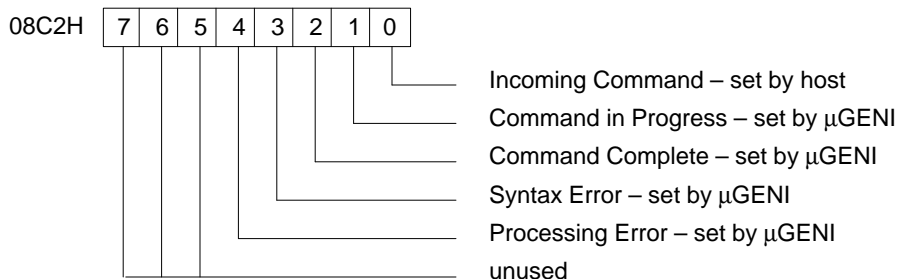 08C2H 7 6 5 4 3 2 1 0
Incoming Command – set by host
Command in Progress – set by μGENI
Command Complete – set by μGENI
Syntax Error – set by μGENI
Processing Error – set by μGENI
unused